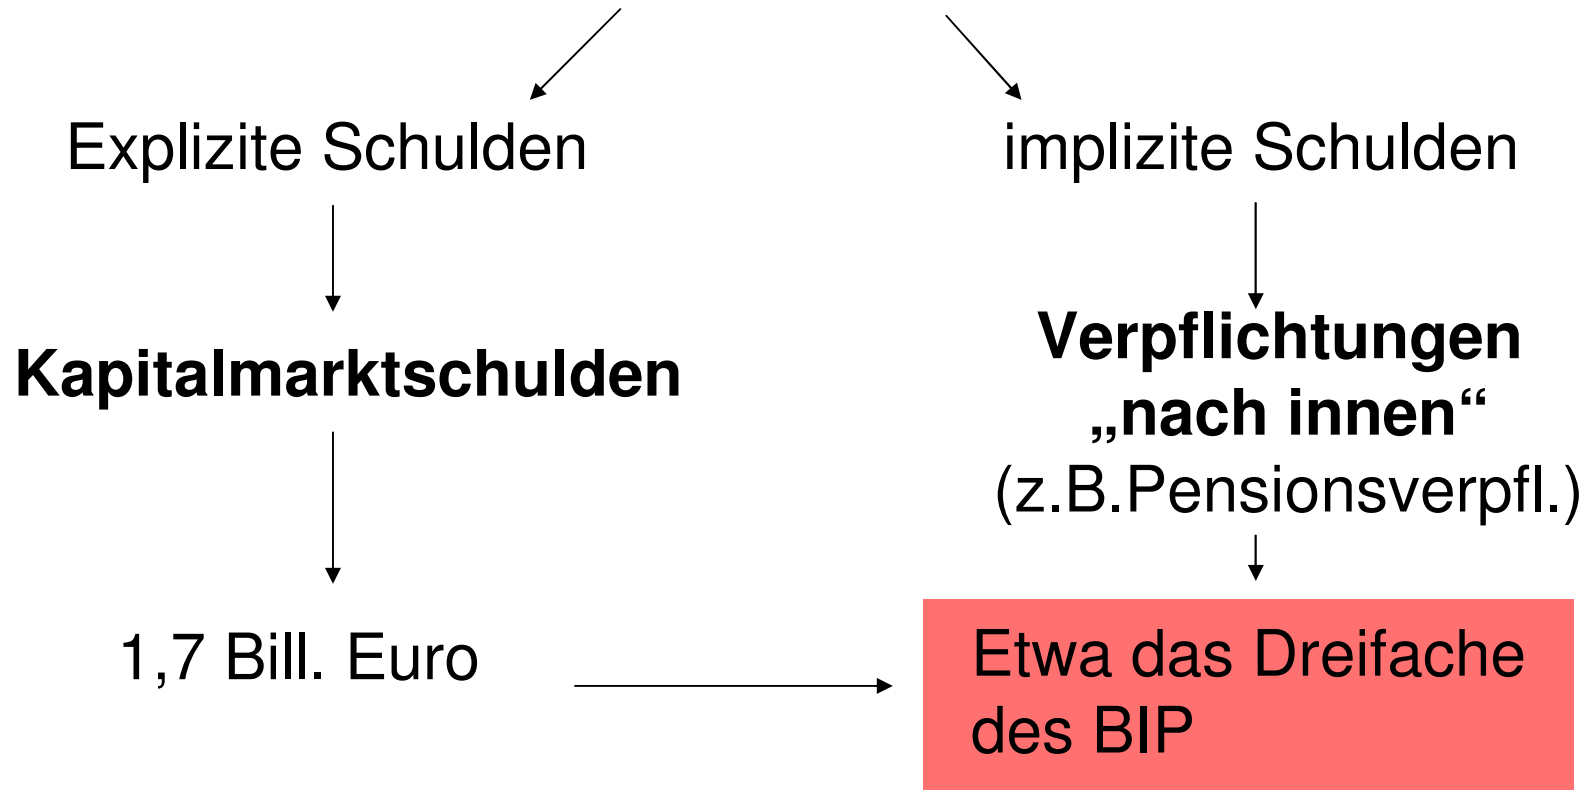 Explizite Schulden
implizite Schulden
Kapitalmarktschulden
Verpflichtungen
„nach innen“
(z.B.Pensionsverpfl.)
1,7 Bill. Euro
Etwa das Dreifache
des BIP